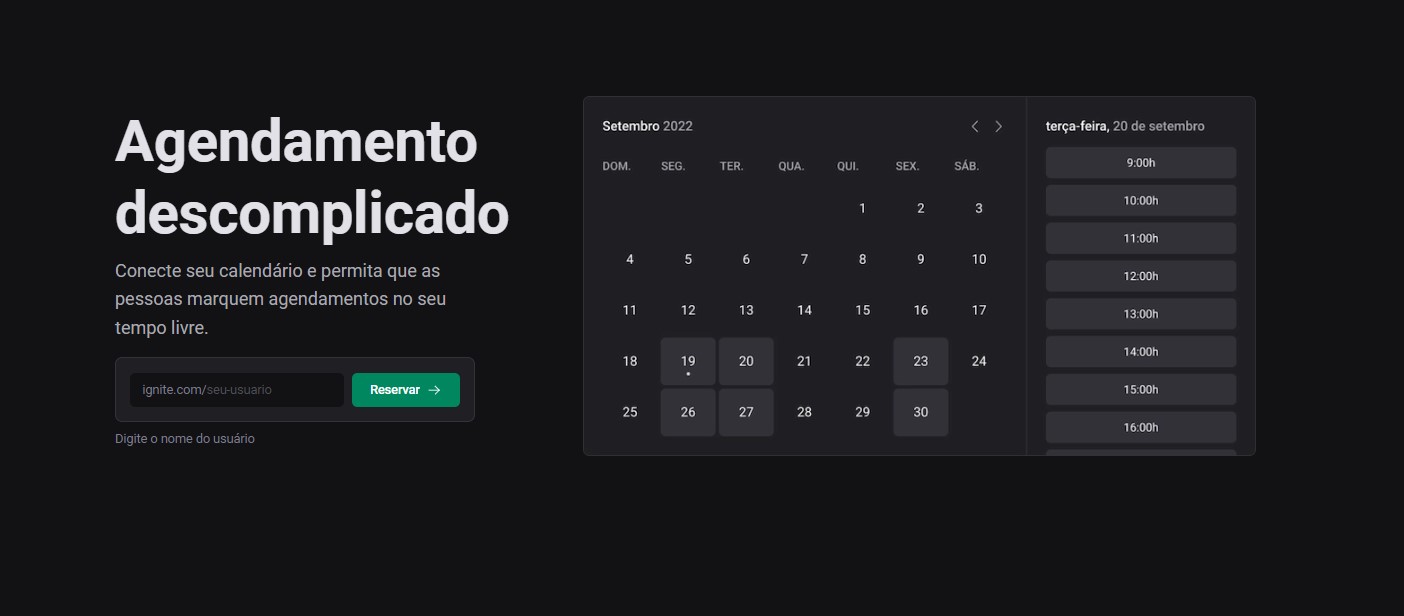 Agendamento
descomplicado
Conecte seu calendário e permita que as
pessoas marquem agendamentos no seu
tempo livre.
ignite.com/seu-usuario
Reservar →
Digite o nome do usuário
Setembro 2022
DOM. SEG. TER. QUA. QUI. SEX. SÁB.
1 2 3
4 5 6 7 8 9 10
11 12 13 14 15 16 17
18 19 20 21 22 23 24
25 26 27 28 29 30
terça-feira, 20 de setembro
9:00h
10:00h
11:00h
12:00h
13:00h
14:00h
15:00h
16:00h